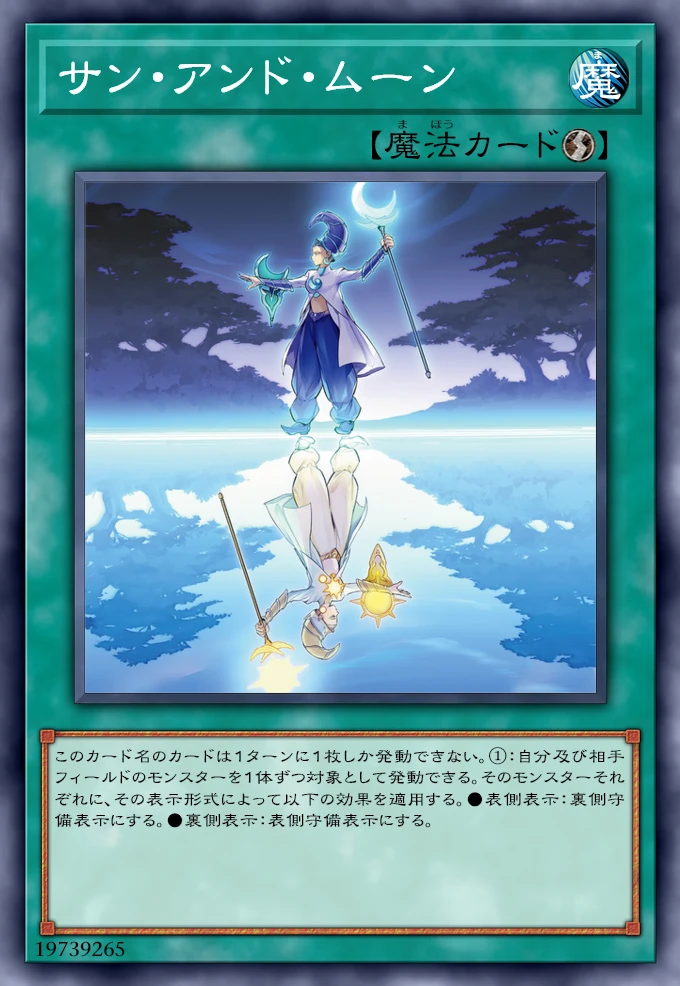 サン・アンド・ムーン
魔
ま
【魔法カード】
ま ほう
このカード名のカードは1ターンに1枚しか発動できない。①:自分及び相手
フィールドのモンスターを1体ずつ対象として発動できる。そのモンスターそれ
ぞれに、その表示形式によって以下の効果を適用する。●表側表示:裏側守
備表示にする。●裏側表示:表側守備表示にする。
19739265